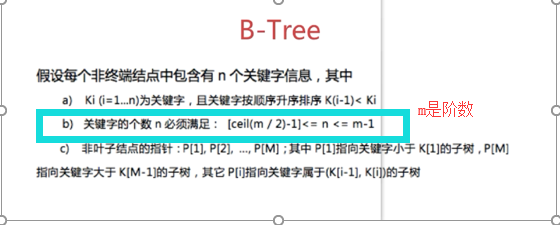 B-Tree
假设每个非终端结点中包含有 n 个关键字信息，其中
a) Ki (i=1...n)为关键字，且关键字按顺序升序排序 K(i-1)< Ki
b) 关键字的个数 n 必须满足： [ceil(m / 2)-1]<= n <= m-1
m是阶数
c) 非叶子结点的指针：P[1], P[2], …, P[M]；其中 P[1]指向关键字小于 K[1]的子树，P[M]
指向关键字大于 K[M-1]的子树，其它 P[i]指向关键字属于(K[i-1], K[i])的子树